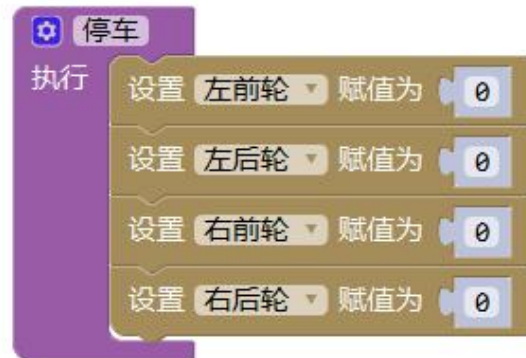 停车
执行
设置 左前轮 赋值为 0
设置 左后轮 赋值为 0
设置 右前轮 赋值为 0
设置 右后轮 赋值为 0